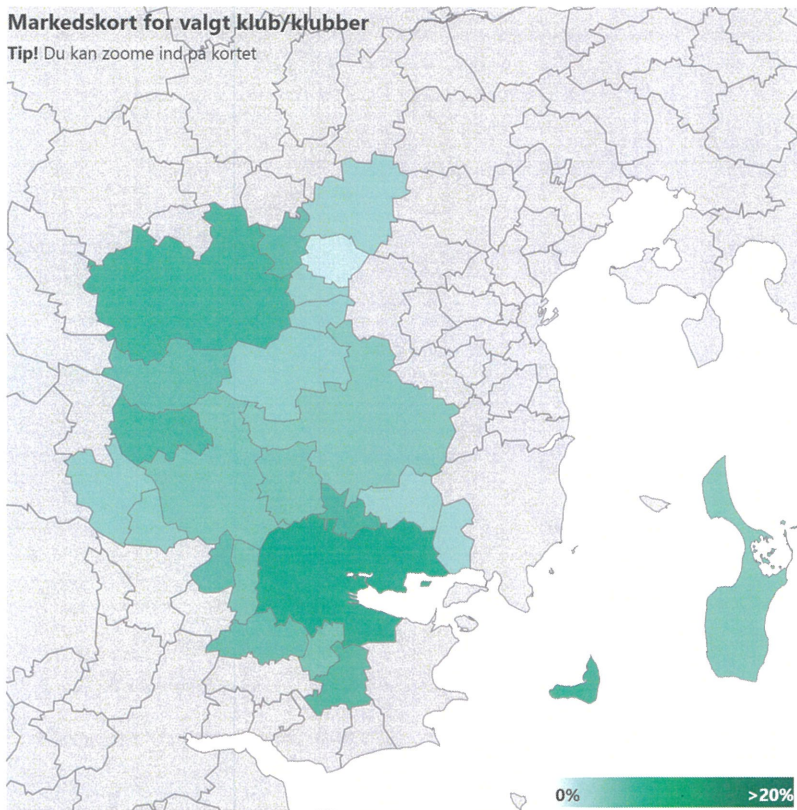 Markedskort for valgt klub/klubber
Tip! Du kan zoome ind på kortet
0% >20%